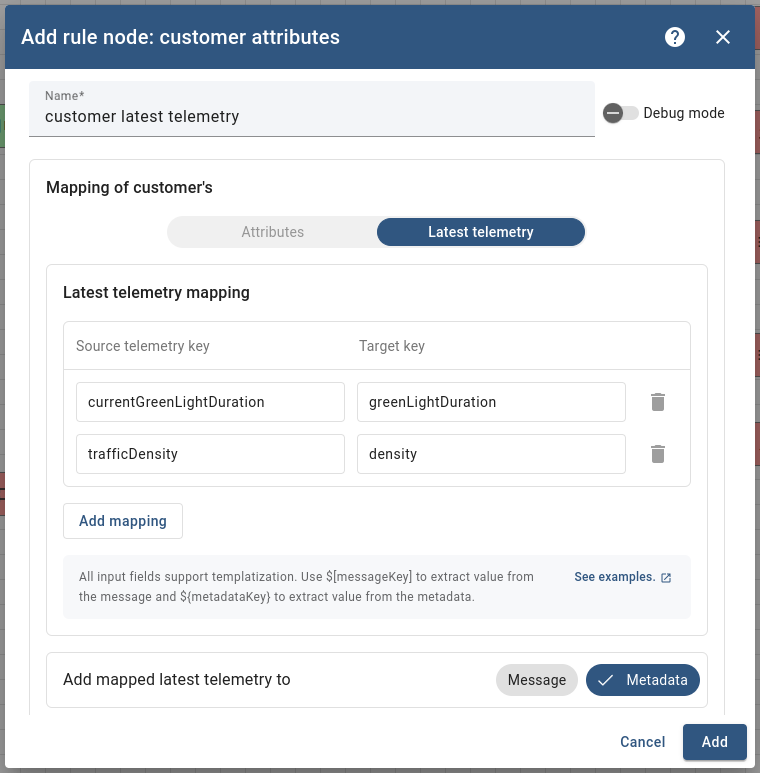 Add rule node: customer attributes
Name*
customer latest telemetry
Debug mode
Mapping of customer's
Attributes
Latest telemetry
Latest telemetry mapping
Source telemetry key
Target key
currentGreenLightDuration
greenLightDuration
trafficDensity
density
Add mapping
All input fields support templatization. Use $[messageKey] to extract value from
the message and ${metadataKey} to extract value from the metadata.
See examples.
Add mapped latest telemetry to
Message
Metadata
Cancel
Add